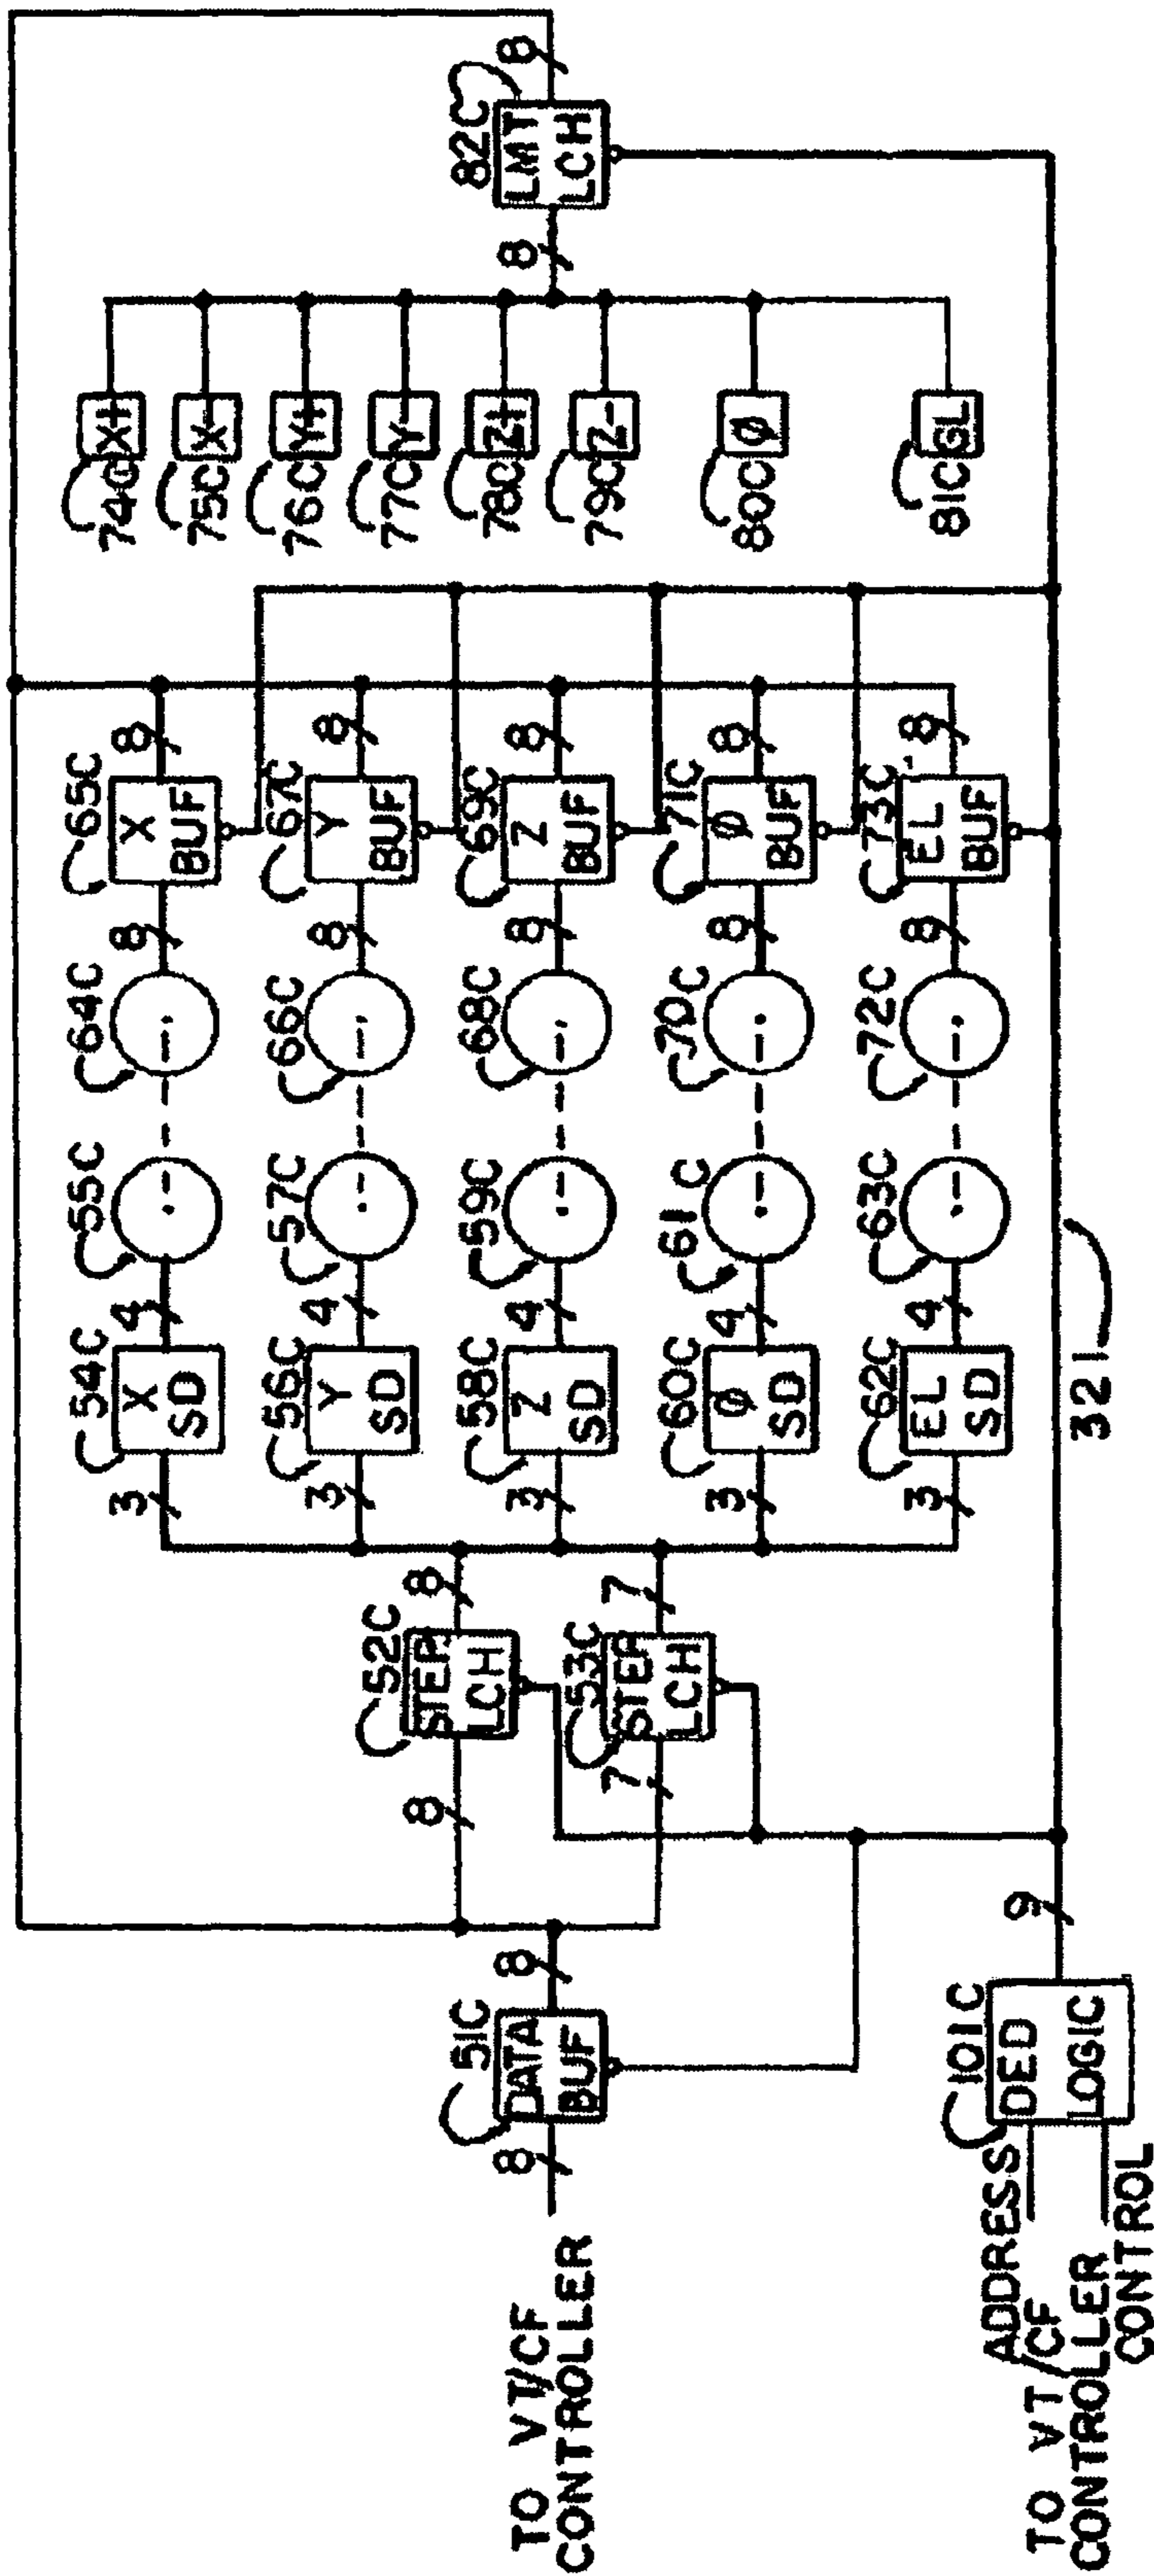 TO VT/CF
CONTROLLER
8
51C
DATA
BUF
8
ADDRESS
TO VT/CF
CONTROLLER
CONTROL
101C
DED
LOGIC
9
8
52C
STEP
LCH
8
7
53C
STEP
LCH
7
3
54C
X
SD
4
55C
64C
8
65C
X
BUF
8
3
56C
Y
SD
4
57C
66C
8
67C
Y
BUF
8
3
58C
Z
SD
4
59C
68C
8
69C
Z
BUF
8
3
60C
Ø
SD
4
61C
70C
8
71C
Ø
BUF
8
3
62C
EL
SD
4
63C
72C
8
73C
EL
BUF
8
321
74C X+
75C X-
76C Y+
77C Y-
78C Z+
79C Z-
80C Ø
81C GL
8
82C
LMT
LCH
8